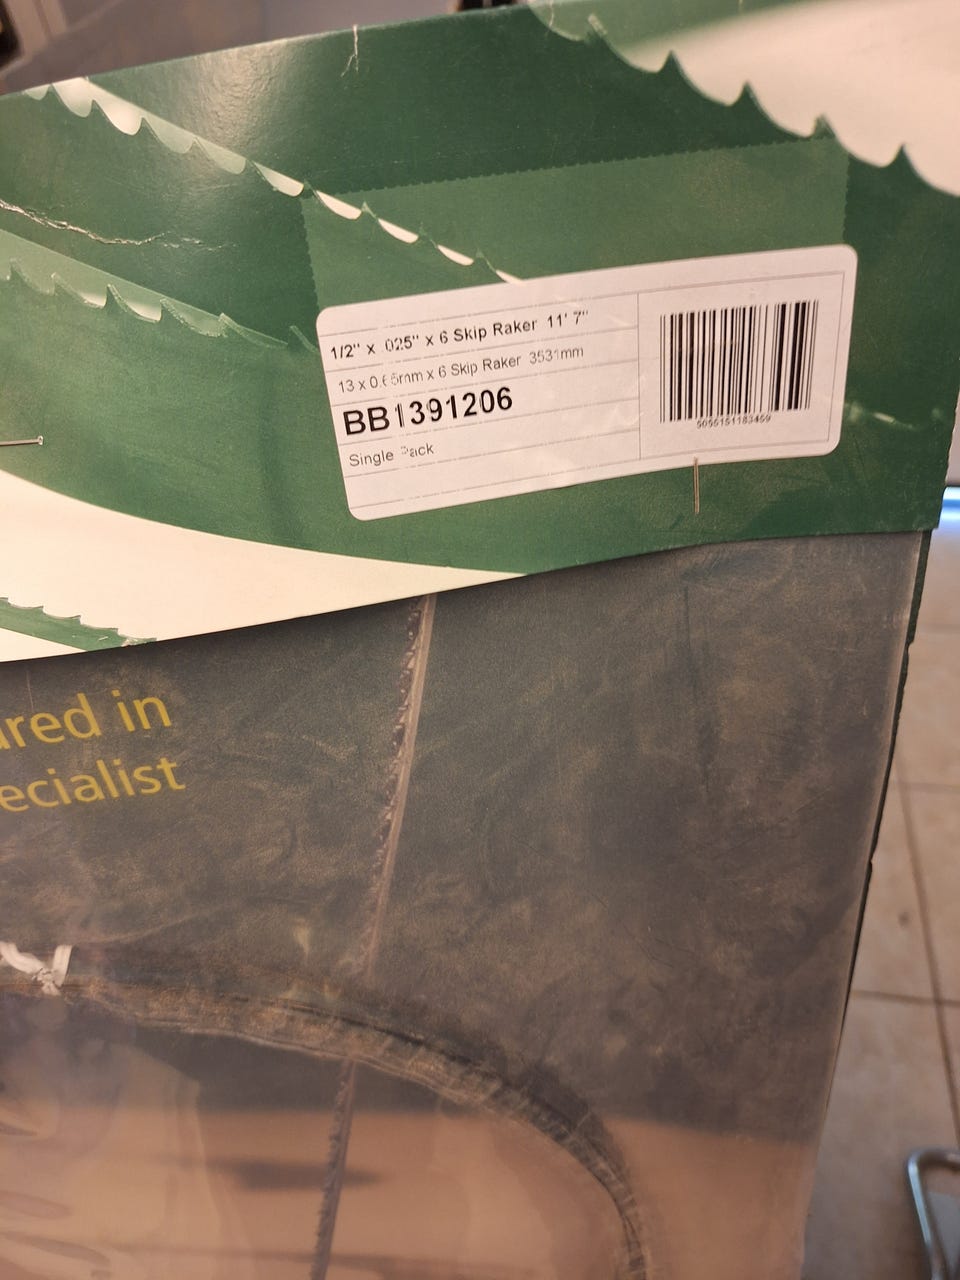 1/2" x .025" x 6 Skip Raker 11' 7"
13 x 0.65mm x 6 Skip Raker 3531mm
BB1391206
Single Pack
5055151183459
ared in
ecialist